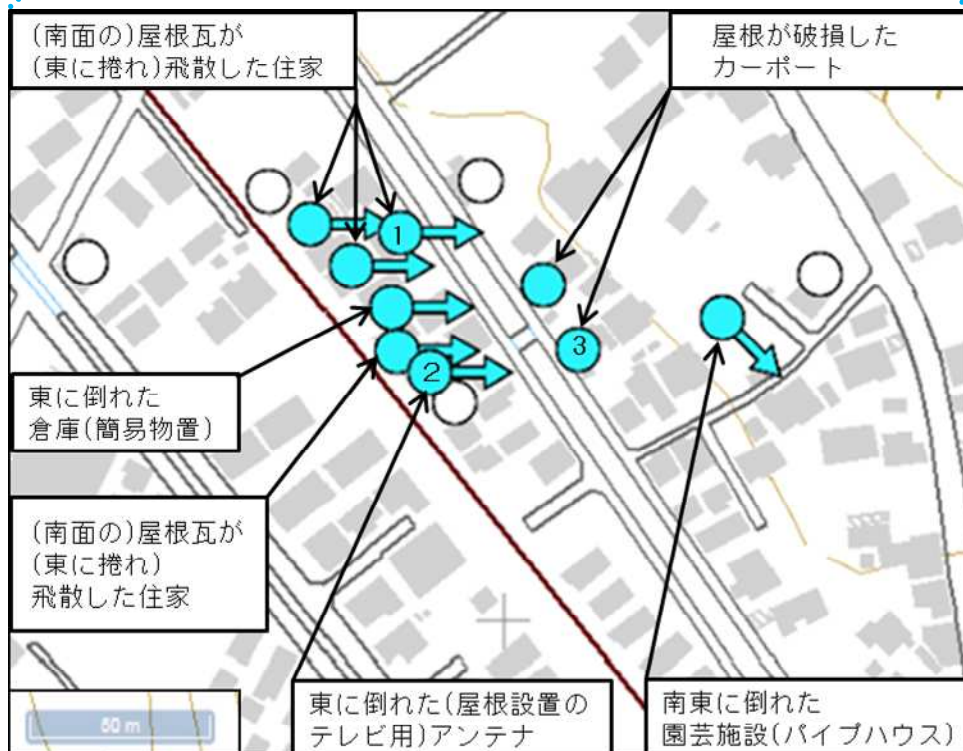 (南面の)屋根瓦が
(東に捲れ)飛散した住家
屋根が破損した
カーポート
1
3
2
東に倒れた
倉庫(簡易物置)
(南面の)屋根瓦が
(東に捲れ)
飛散した住家
50 m
東に倒れた(屋根設置の
テレビ用)アンテナ
南東に倒れた
園芸施設(パイプハウス)